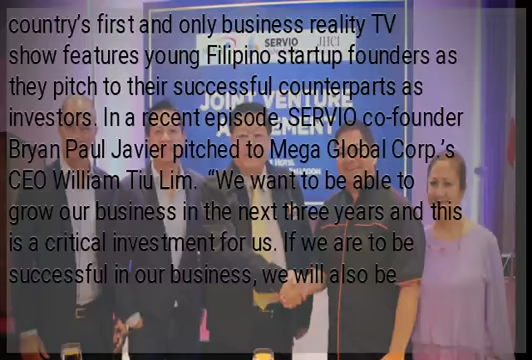 country's first and only business reality TV
show features young Filipino startup founders as
they pitch to their successful counterparts as
investors. In a recent episode, SERVIO co-founder
Bryan Paul Javier pitched to Mega Global Corp.'s
CEO William Tiu Lim. “We want to be able to
grow our business in the next three years and this
is a critical investment for us. If we are to be
successful in our business, we will also be
SERVIO
JOINT VENTURE